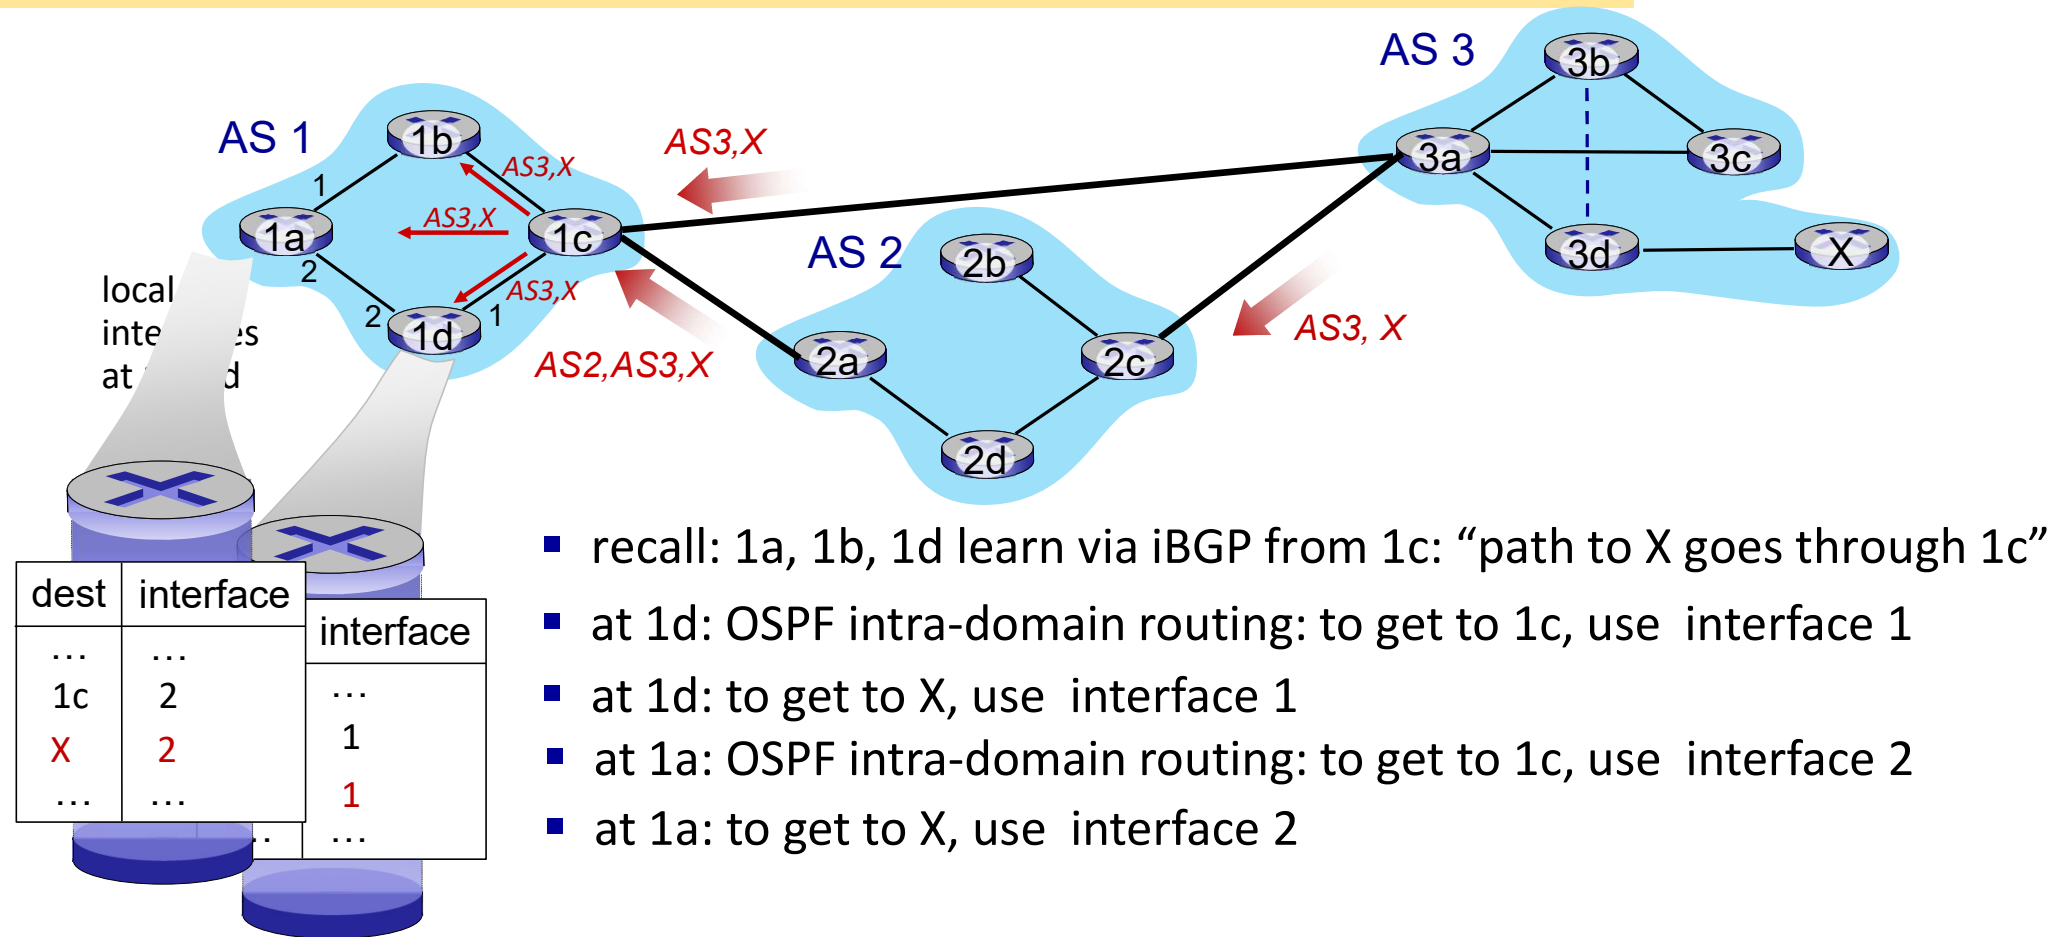 AS 3
3b
AS 1
1b
AS3,X
3a
3c
AS3,X
1
AS3,X
1a
1c
AS 2
2b
3d
X
2
local
AS3,X
2
1
1d
AS3, X
2a
2c
AS2,AS3,X
at
2d
recall: 1a, 1b, 1d learn via iBGP from 1c: “path to X goes through 1c”
at 1d: OSPF intra-domain routing: to get to 1c, use interface 1
at 1d: to get to X, use interface 1
at 1a: OSPF intra-domain routing: to get to 1c, use interface 2
at 1a: to get to X, use interface 2
dest interface
… …
1c 2
X 2
… …
interface
…
1
1
…